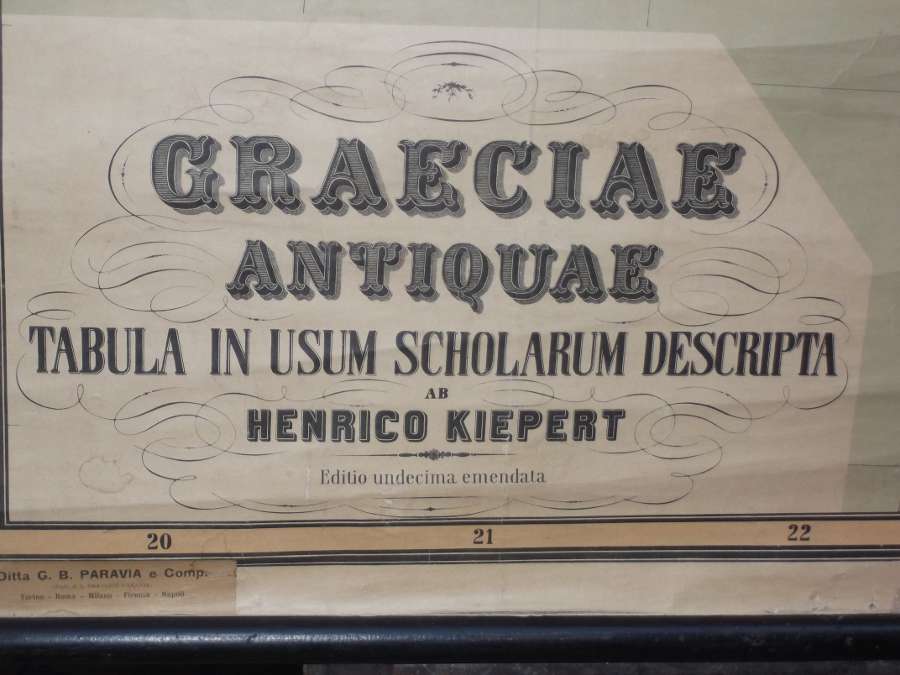 GRAECIAE
ANTIQUAE
TABULA IN USUM SCHOLARUM DESCRIPTA
AB
HENRICO KIEPERT
Editio undecima emendata
20 21 22
Ditta G. B. PARAVIA e Comp.
Torino - Roma - Milano - Firenze - Napoli